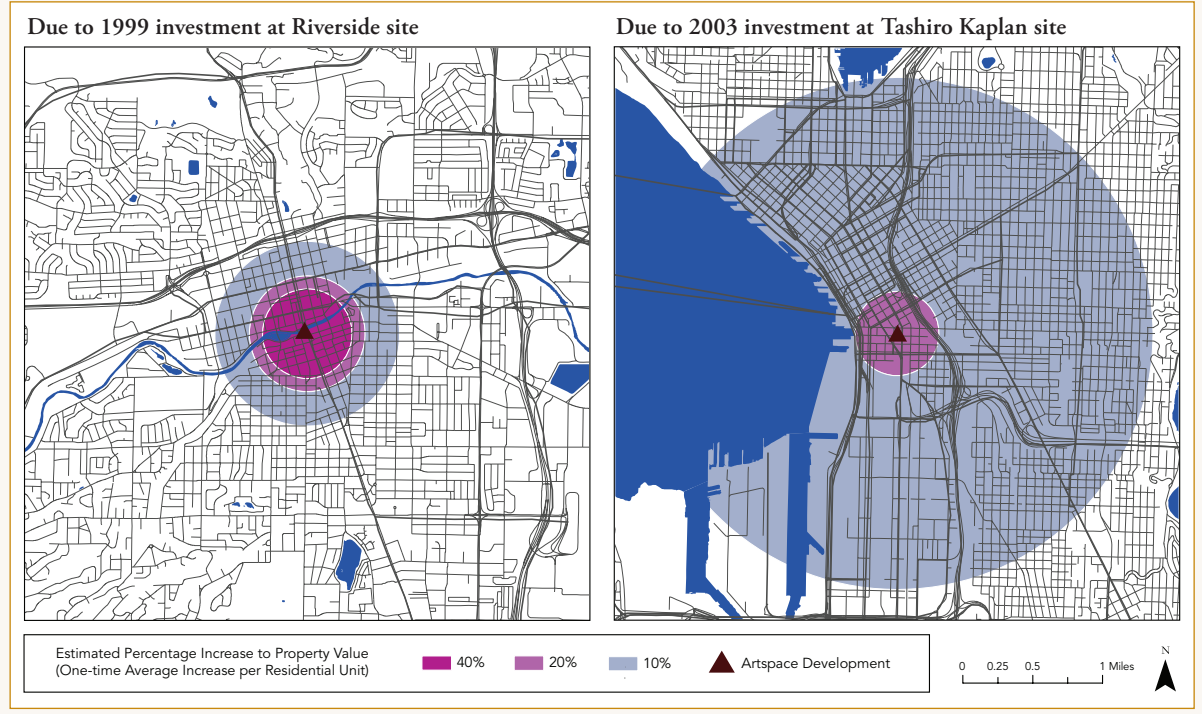 Due to 1999 investment at Riverside site
Due to 2003 investment at Tashiro Kaplan site
Estimated Percentage Increase to Property Value
(One-time Average Increase per Residential Unit)
40%
20%
10%
Artspace Development
0 0.25 0.5 1 Miles
N